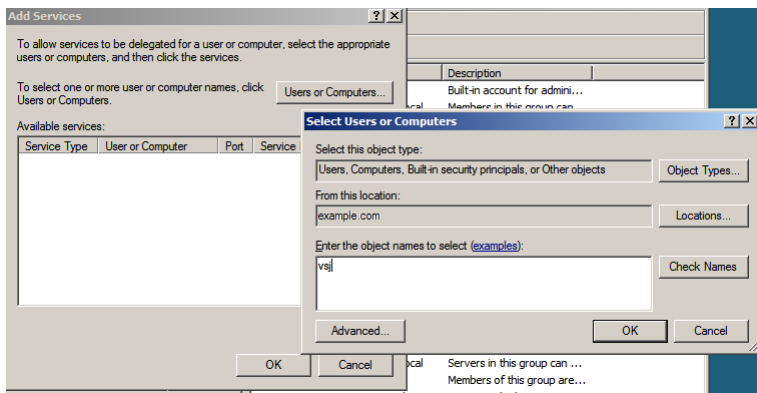 Add Services
To allow services to be delegated for a user or computer, select the appropriate
users or computers, and then click the services.
To select one or more user or computer names, click
Users or Computers.
Users or Computers...
Available services:
Service Type User or Computer Port Service
OK Cancel
Description
Built-in account for admini...
Members in this group can
Select Users or Computers
Select this object type:
Users, Computers, Built-in security principals, or Other objects
Object Types...
From this location:
example.com
Locations...
Enter the object names to select (examples):
vsj
Check Names
Advanced...
OK Cancel
Servers in this group can ...
Members of this group are...